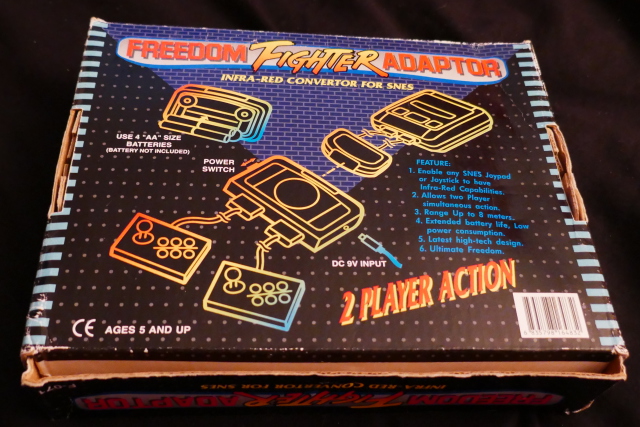 FREEDOM FIGHTER ADAPTOR
INFRA-RED CONVERTOR FOR SNES
USE 4 "AA" SIZE
BATTERIES
(BATTERY NOT INCLUDED)
POWER
SWITCH
FEATURE:
1. Enable any SNES Joypad
or Joystick to have
Infra-Red Capabilities.
2. Allows two Player
simultaneous action.
3. Range Up to 8 meters.
4. Extended battery life, Low
power consumption.
5. Latest high-tech design.
6. Ultimate Freedom.
DC 9V INPUT
2 PLAYER ACTION
CE AGES 5 AND UP
INFRA-RED CONVERTOR FOR SNES
FREEDOM FIGHTER ADAPTOR